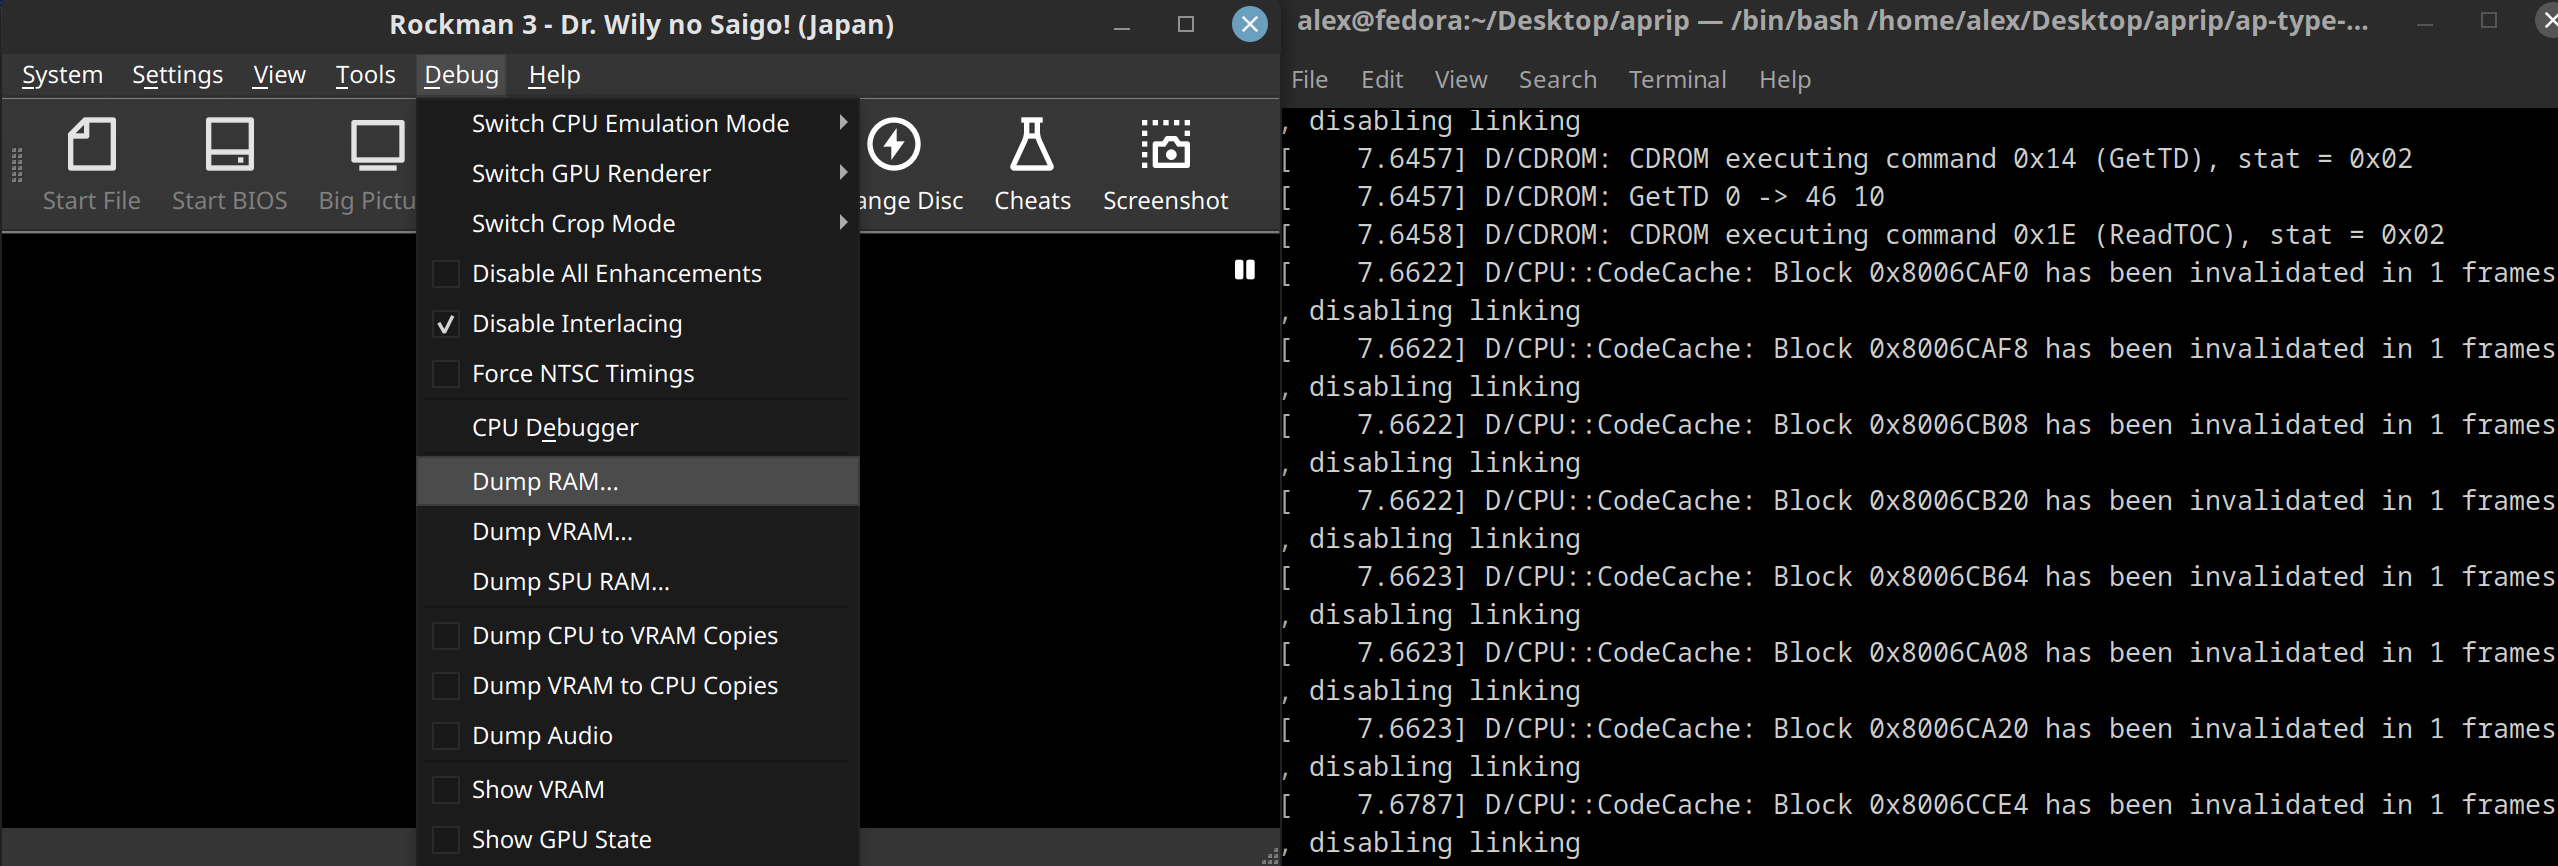 Rockman 3 - Dr. Wily no Saigo! (Japan)
System Settings View Tools Debug Help
Start File Start BIOS Big Pictu ange Disc Cheats Screenshot
Switch CPU Emulation Mode
Switch GPU Renderer
Switch Crop Mode
Disable All Enhancements
Disable Interlacing
Force NTSC Timings
CPU Debugger
Dump RAM...
Dump VRAM...
Dump SPU RAM...
Dump CPU to VRAM Copies
Dump VRAM to CPU Copies
Dump Audio
Show VRAM
Show GPU State
alex@fedora:~/Desktop/aprip — /bin/bash /home/alex/Desktop/aprip/ap-type-...
File Edit View Search Terminal Help
, disabling linking
[    7.6457] D/CDROM: CDROM executing command 0x14 (GetTD), stat = 0x02
[    7.6457] D/CDROM: GetTD 0 -> 46 10
[    7.6458] D/CDROM: CDROM executing command 0x1E (ReadTOC), stat = 0x02
[    7.6622] D/CPU::CodeCache: Block 0x8006CAF0 has been invalidated in 1 frames
, disabling linking
[    7.6622] D/CPU::CodeCache: Block 0x8006CAF8 has been invalidated in 1 frames
, disabling linking
[    7.6622] D/CPU::CodeCache: Block 0x8006CB08 has been invalidated in 1 frames
, disabling linking
[    7.6622] D/CPU::CodeCache: Block 0x8006CB20 has been invalidated in 1 frames
, disabling linking
[    7.6623] D/CPU::CodeCache: Block 0x8006CB64 has been invalidated in 1 frames
, disabling linking
[    7.6623] D/CPU::CodeCache: Block 0x8006CA08 has been invalidated in 1 frames
, disabling linking
[    7.6623] D/CPU::CodeCache: Block 0x8006CA20 has been invalidated in 1 frames
, disabling linking
[    7.6787] D/CPU::CodeCache: Block 0x8006CCE4 has been invalidated in 1 frames
, disabling linking